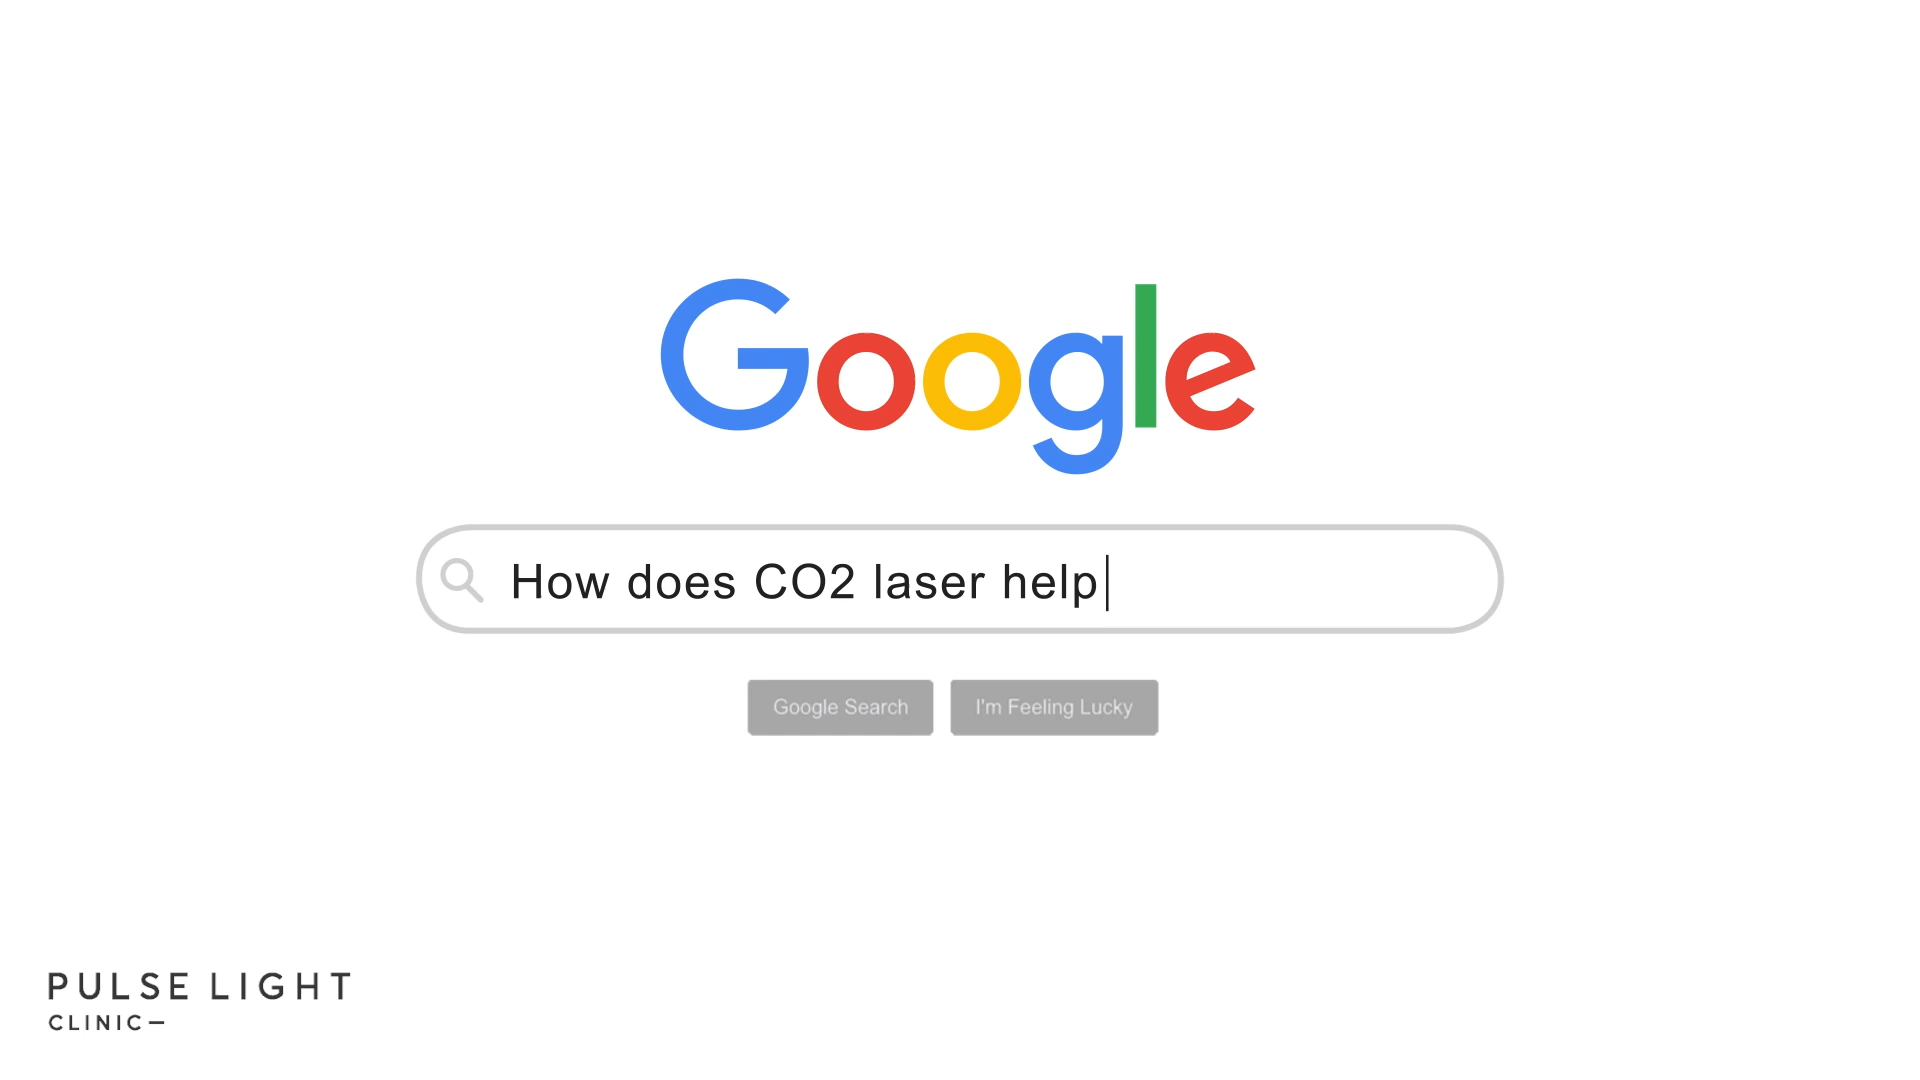 Google
How does CO2 laser help
Google Search
I'm Feeling Lucky
PULSE LIGHT
CLINIC